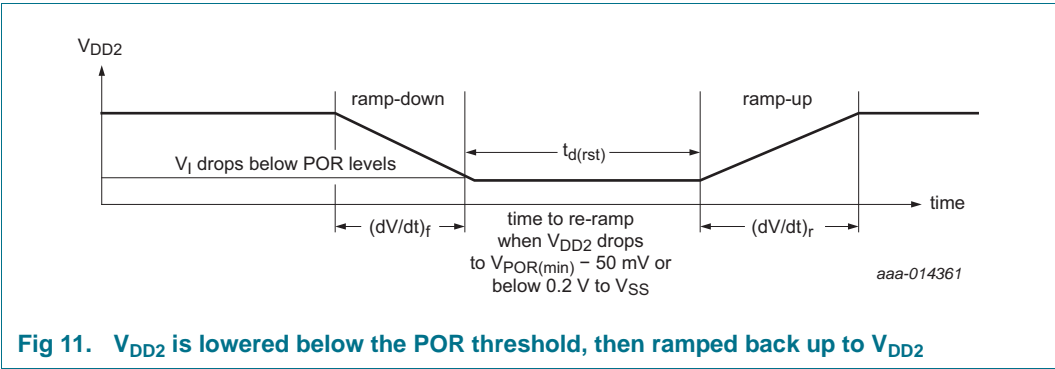 VDD2
ramp-down
ramp-up
td(rst)
VI drops below POR levels
time
(dV/dt)f
time to re-ramp
when VDD2 drops
to VPOR(min) − 50 mV or
below 0.2 V to VSS
(dV/dt)r
aaa-014361
Fig 11. VDD2 is lowered below the POR threshold, then ramped back up to VDD2